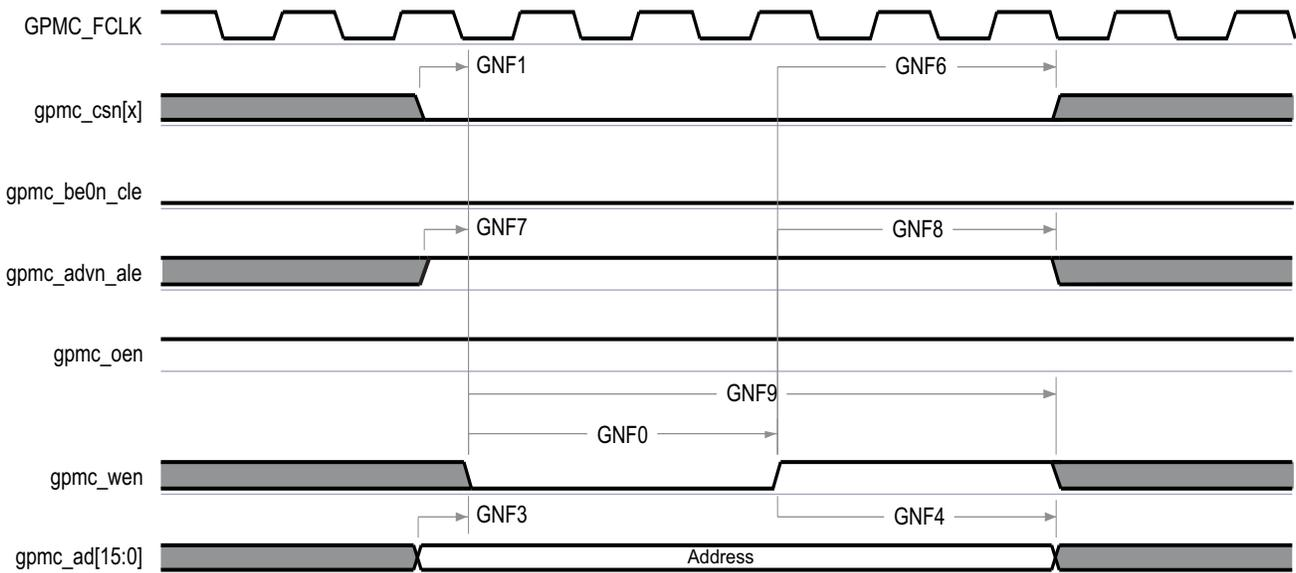 GPMC_FCLK
GNF1
GNF6
gpmc_csn[x]
gpmc_be0n_cle
GNF7
GNF8
gpmc_advn_ale
gpmc_oen
GNF9
GNF0
gpmc_wen
GNF3
GNF4
gpmc_ad[15:0]
Address